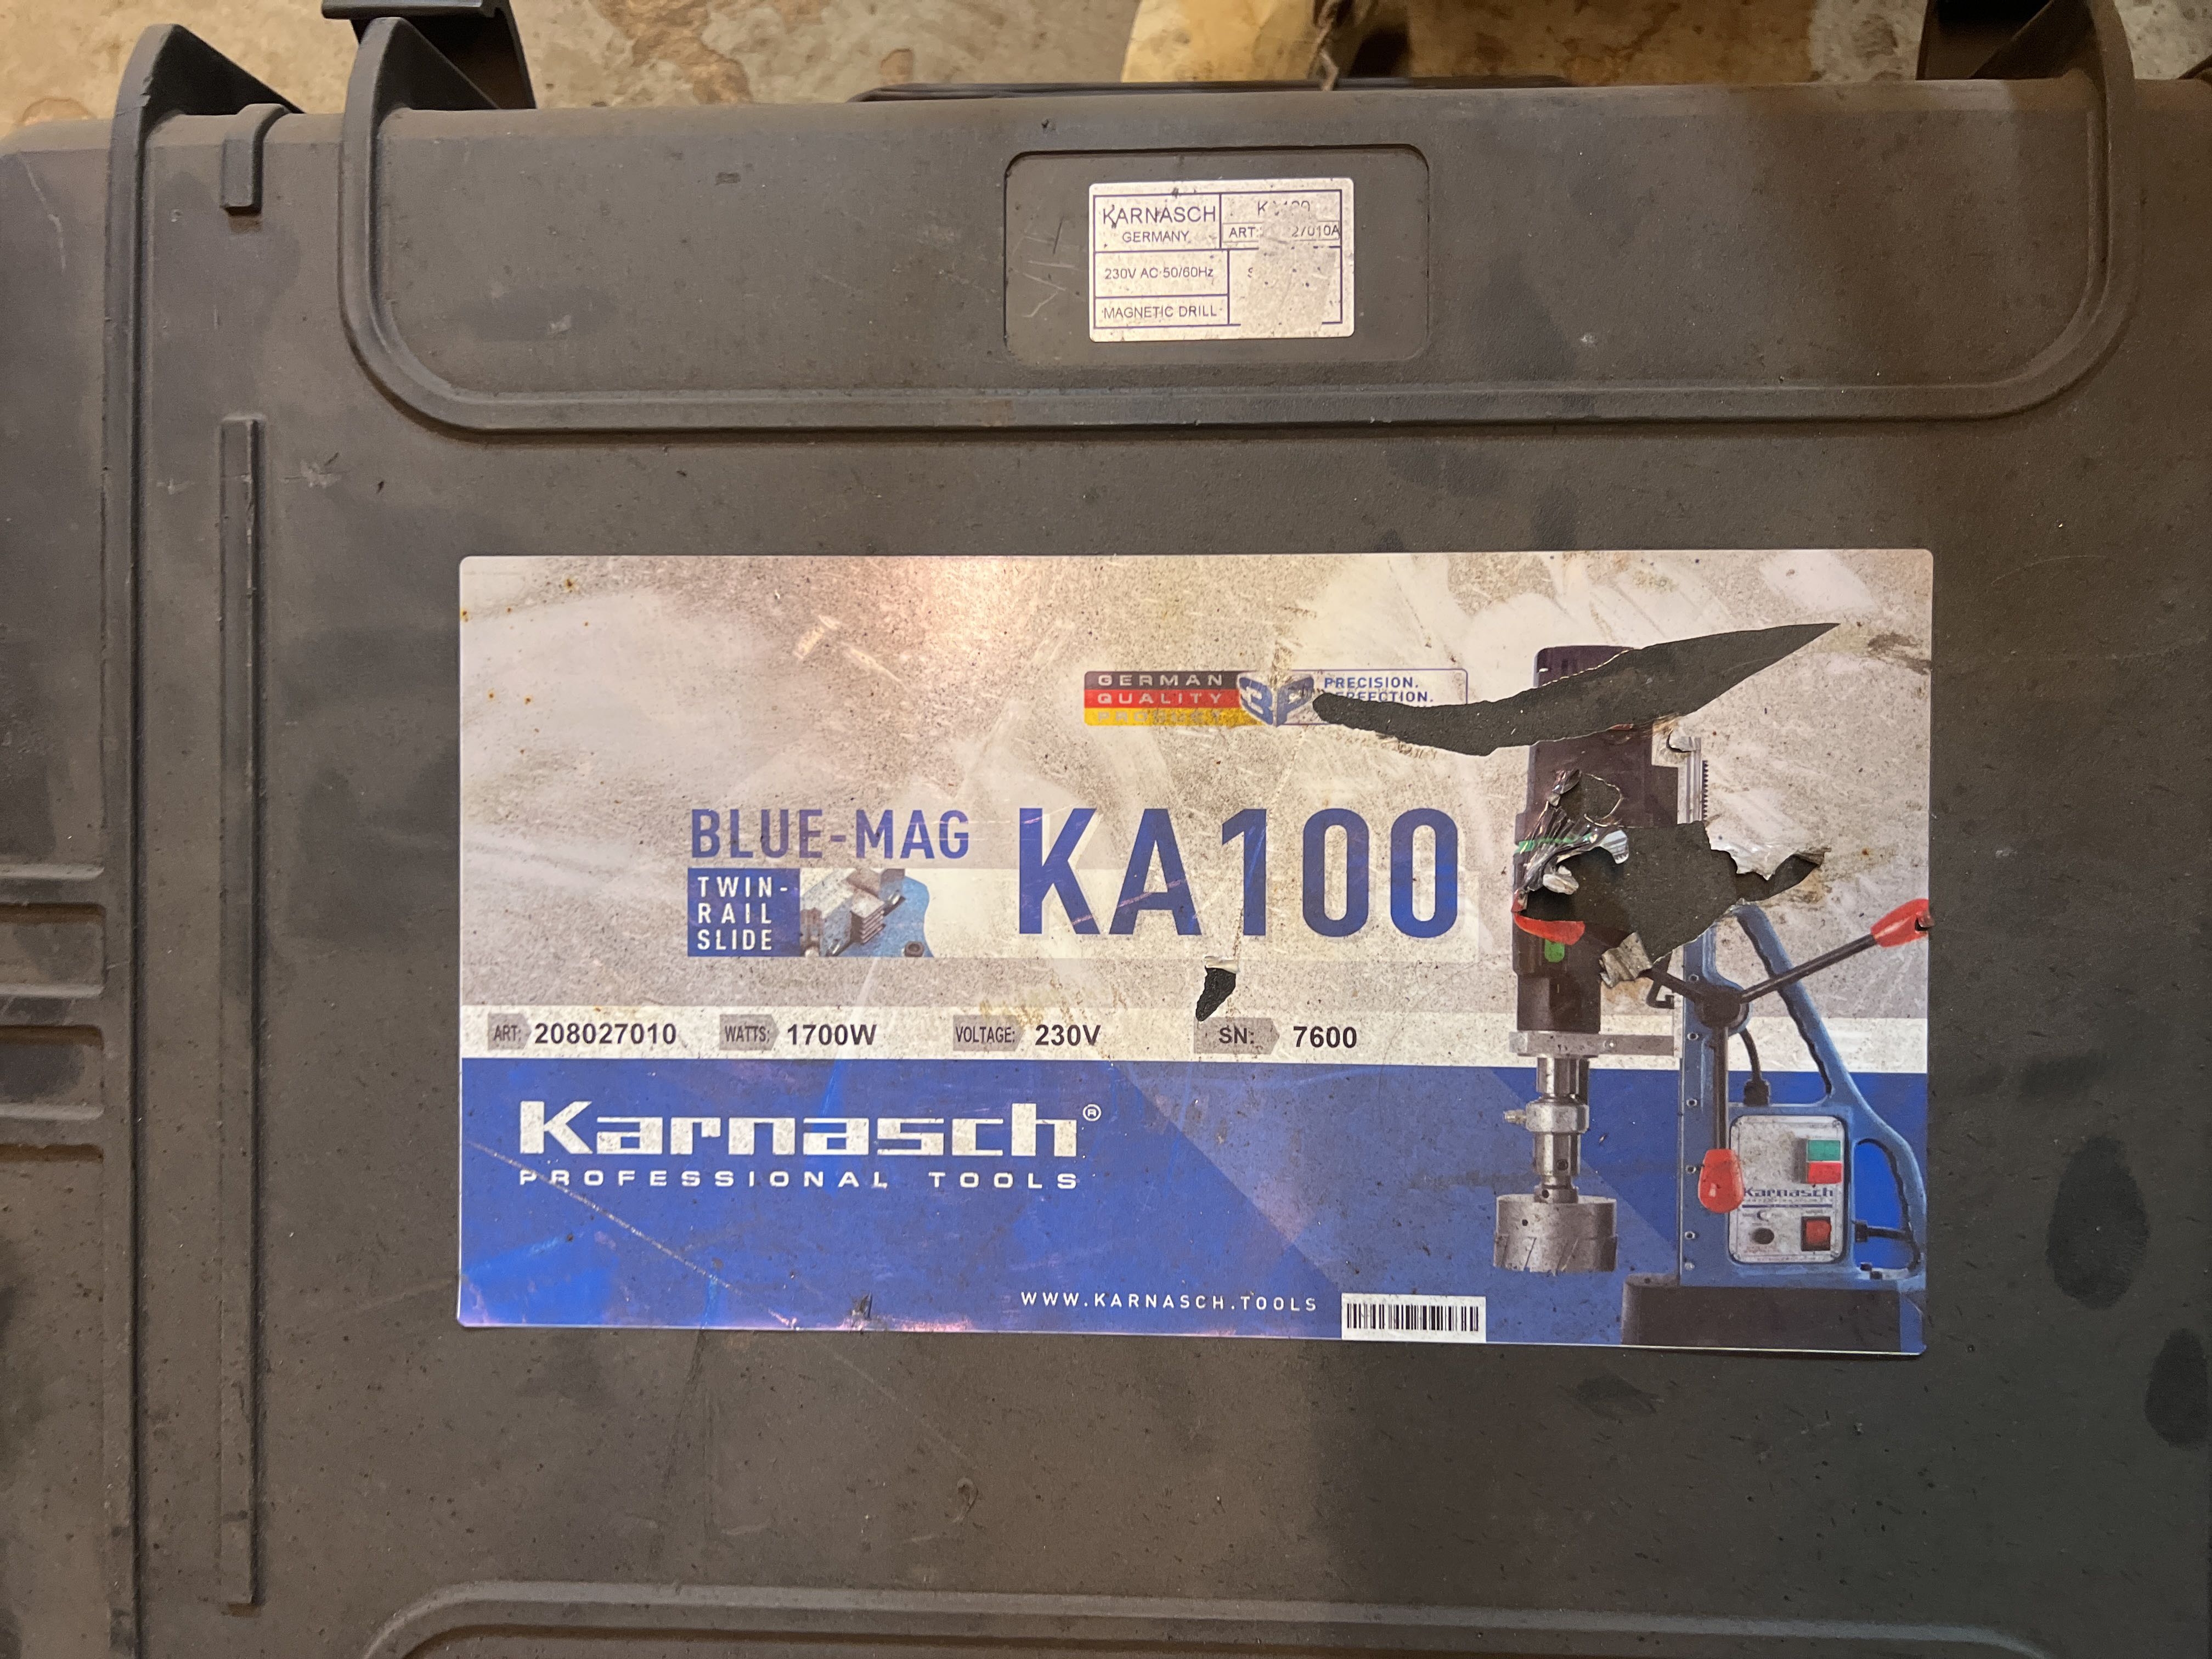 KARNASCH
GERMANY
ART: 27010A
230V AC 50/60Hz
MAGNETIC DRILL
GERMAN
QUALITY
PRECISION.
BLUE-MAG
KA100
TWIN-
RAIL
SLIDE
ART: 208027010 WATTS: 1700W VOLTAGE: 230V SN: 7600
Karnasch®
PROFESSIONAL TOOLS
Karnasch
WWW.KARNASCH.TOOLS